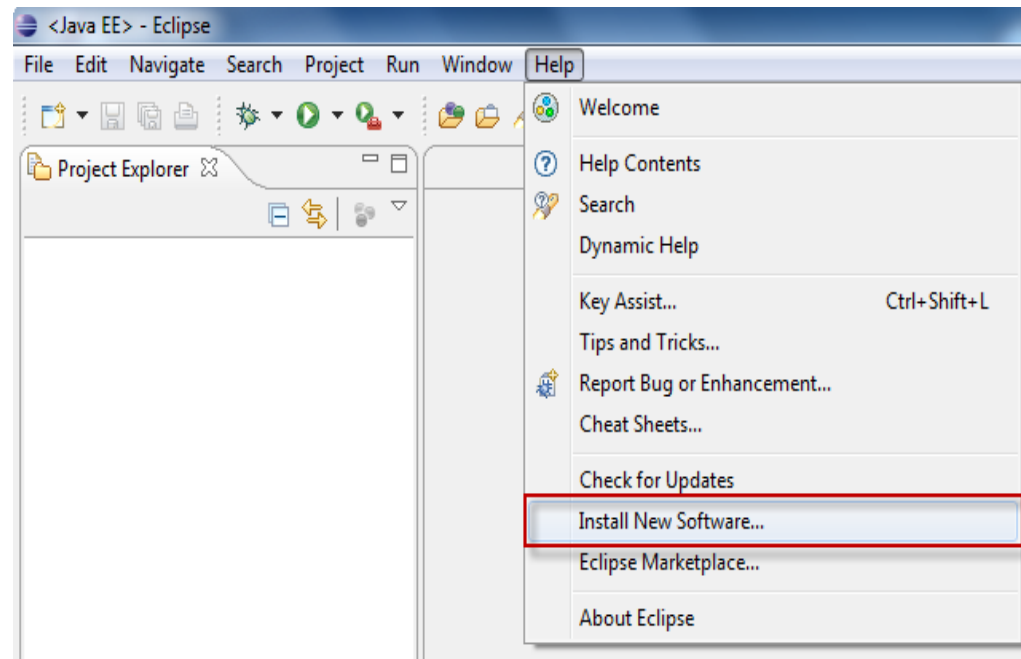 <Java EE> - Eclipse
File Edit Navigate Search Project Run Window Help
Welcome
Project Explorer
Help Contents
Search
Dynamic Help
Key Assist... Ctrl+Shift+L
Tips and Tricks...
Report Bug or Enhancement...
Cheat Sheets...
Check for Updates
Install New Software...
Eclipse Marketplace...
About Eclipse